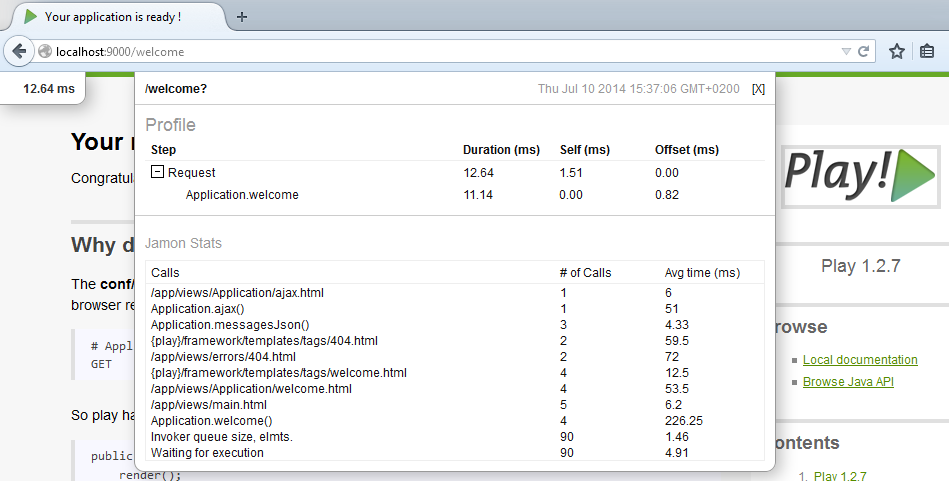 Your application is ready !
localhost:9000/welcome
12.64 ms
/welcome? Thu Jul 10 2014 15:37:06 GMT+0200 [X]
Profile
Step Duration (ms) Self (ms) Offset (ms)
Request 12.64 1.51 0.00
Application.welcome 11.14 0.00 0.82
Jamon Stats
Calls # of Calls Avg time (ms)
/app/views/Application/ajax.html 1 6
Application.ajax() 1 51
Application.messagesJson() 3 4.33
{play}/framework/templates/tags/404.html 2 59.5
/app/views/errors/404.html 2 72
{play}/framework/templates/tags/welcome.html 4 12.5
/app/views/Application/welcome.html 4 53.5
/app/views/main.html 5 6.2
Application.welcome() 4 226.25
Invoker queue size, elmts. 90 1.46
Waiting for execution 90 4.91
Your
Congratul
Why d
The conf/
browser re
# Appl
GET
So play ha
public
render();
Play!
Play 1.2.7
rowse
Local documentation
Browse Java API
ontents
1. Play 1.2.7